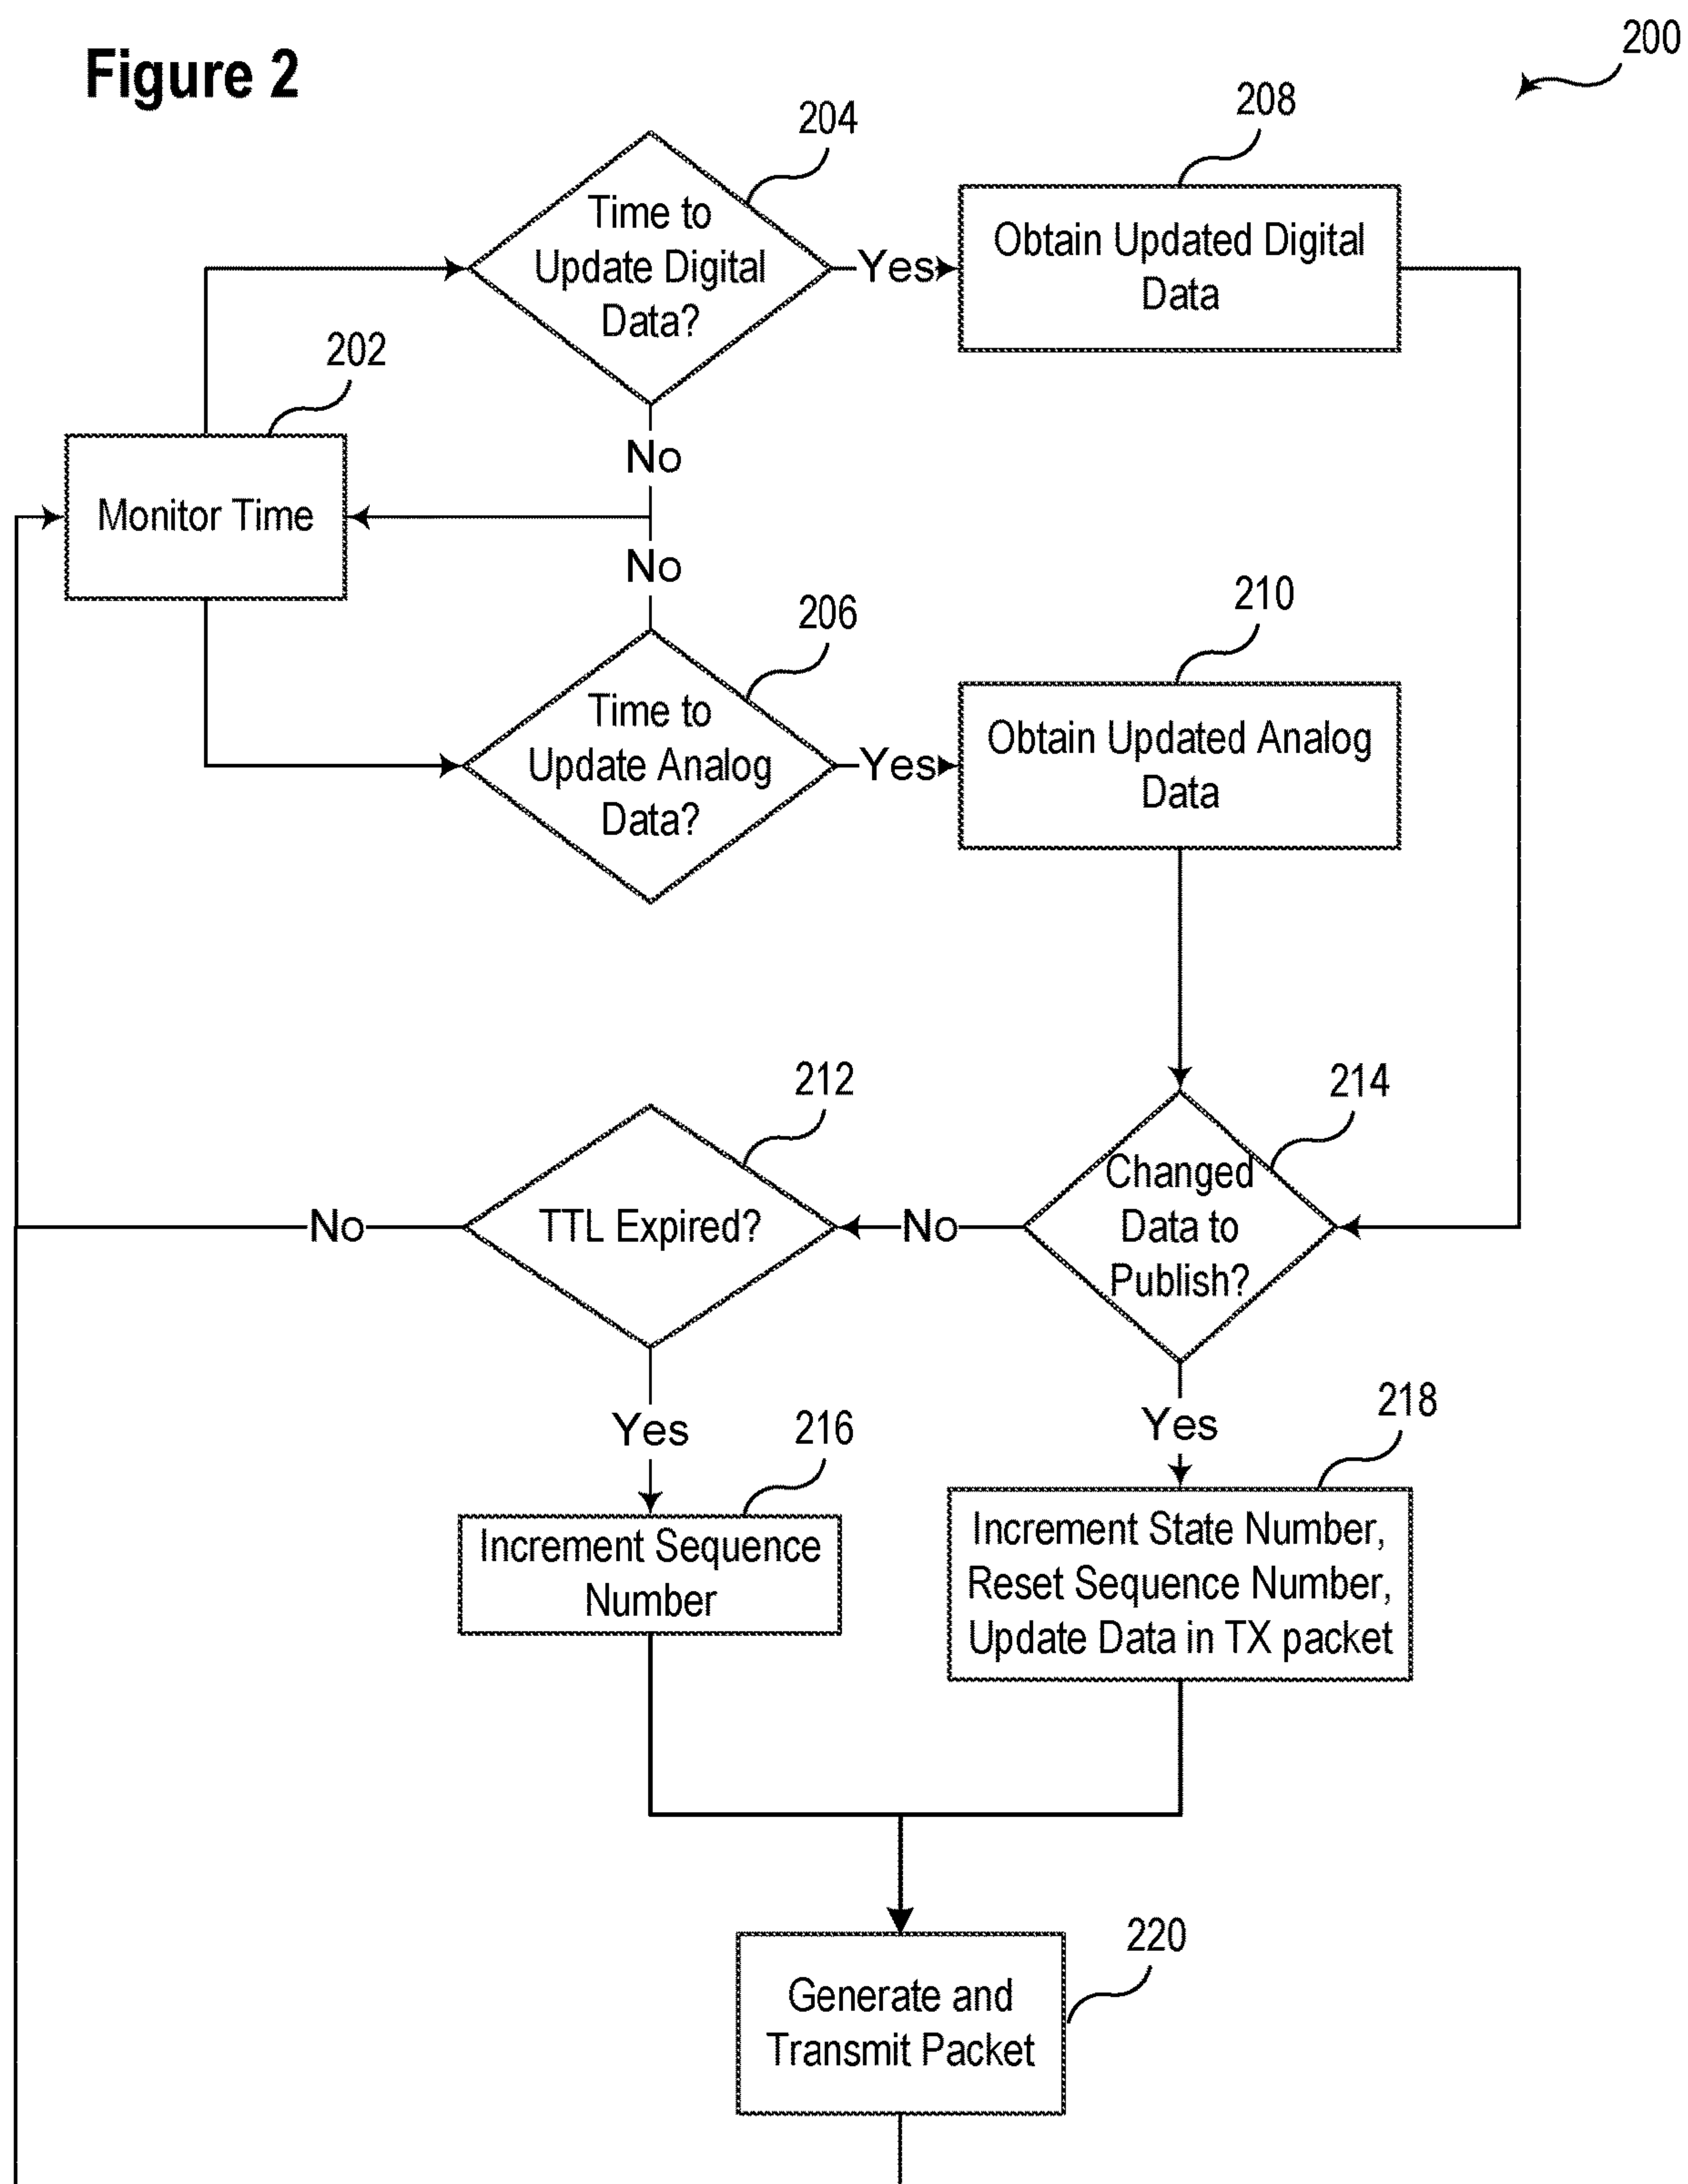 Figure 2
200
204
208
Time to
Update Digital
Data?
Yes
Obtain Updated Digital
Data
202
No
Monitor Time
No
206
210
Time to
Update Analog
Data?
Yes
Obtain Updated Analog
Data
212
214
No
TTL Expired?
No
Changed
Data to
Publish?
Yes
216
Yes
218
Increment Sequence
Number
Increment State Number,
Reset Sequence Number,
Update Data in TX packet
220
Generate and
Transmit Packet